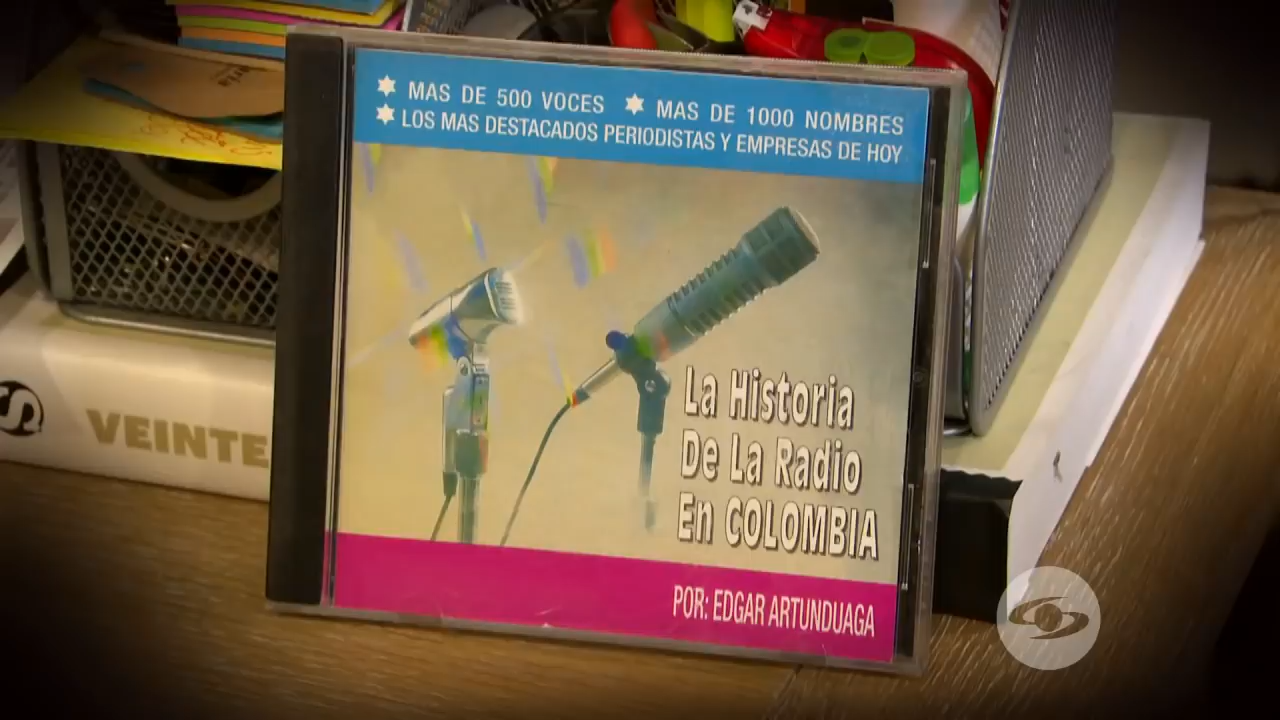 MAS DE 500 VOCES MAS DE 1000 NOMBRES
LOS MAS DESTACADOS PERIODISTAS Y EMPRESAS DE HOY
La Historia
De La Radio
En COLOMBIA
POR: EDGAR ARTUNDUAGA
VEINTE